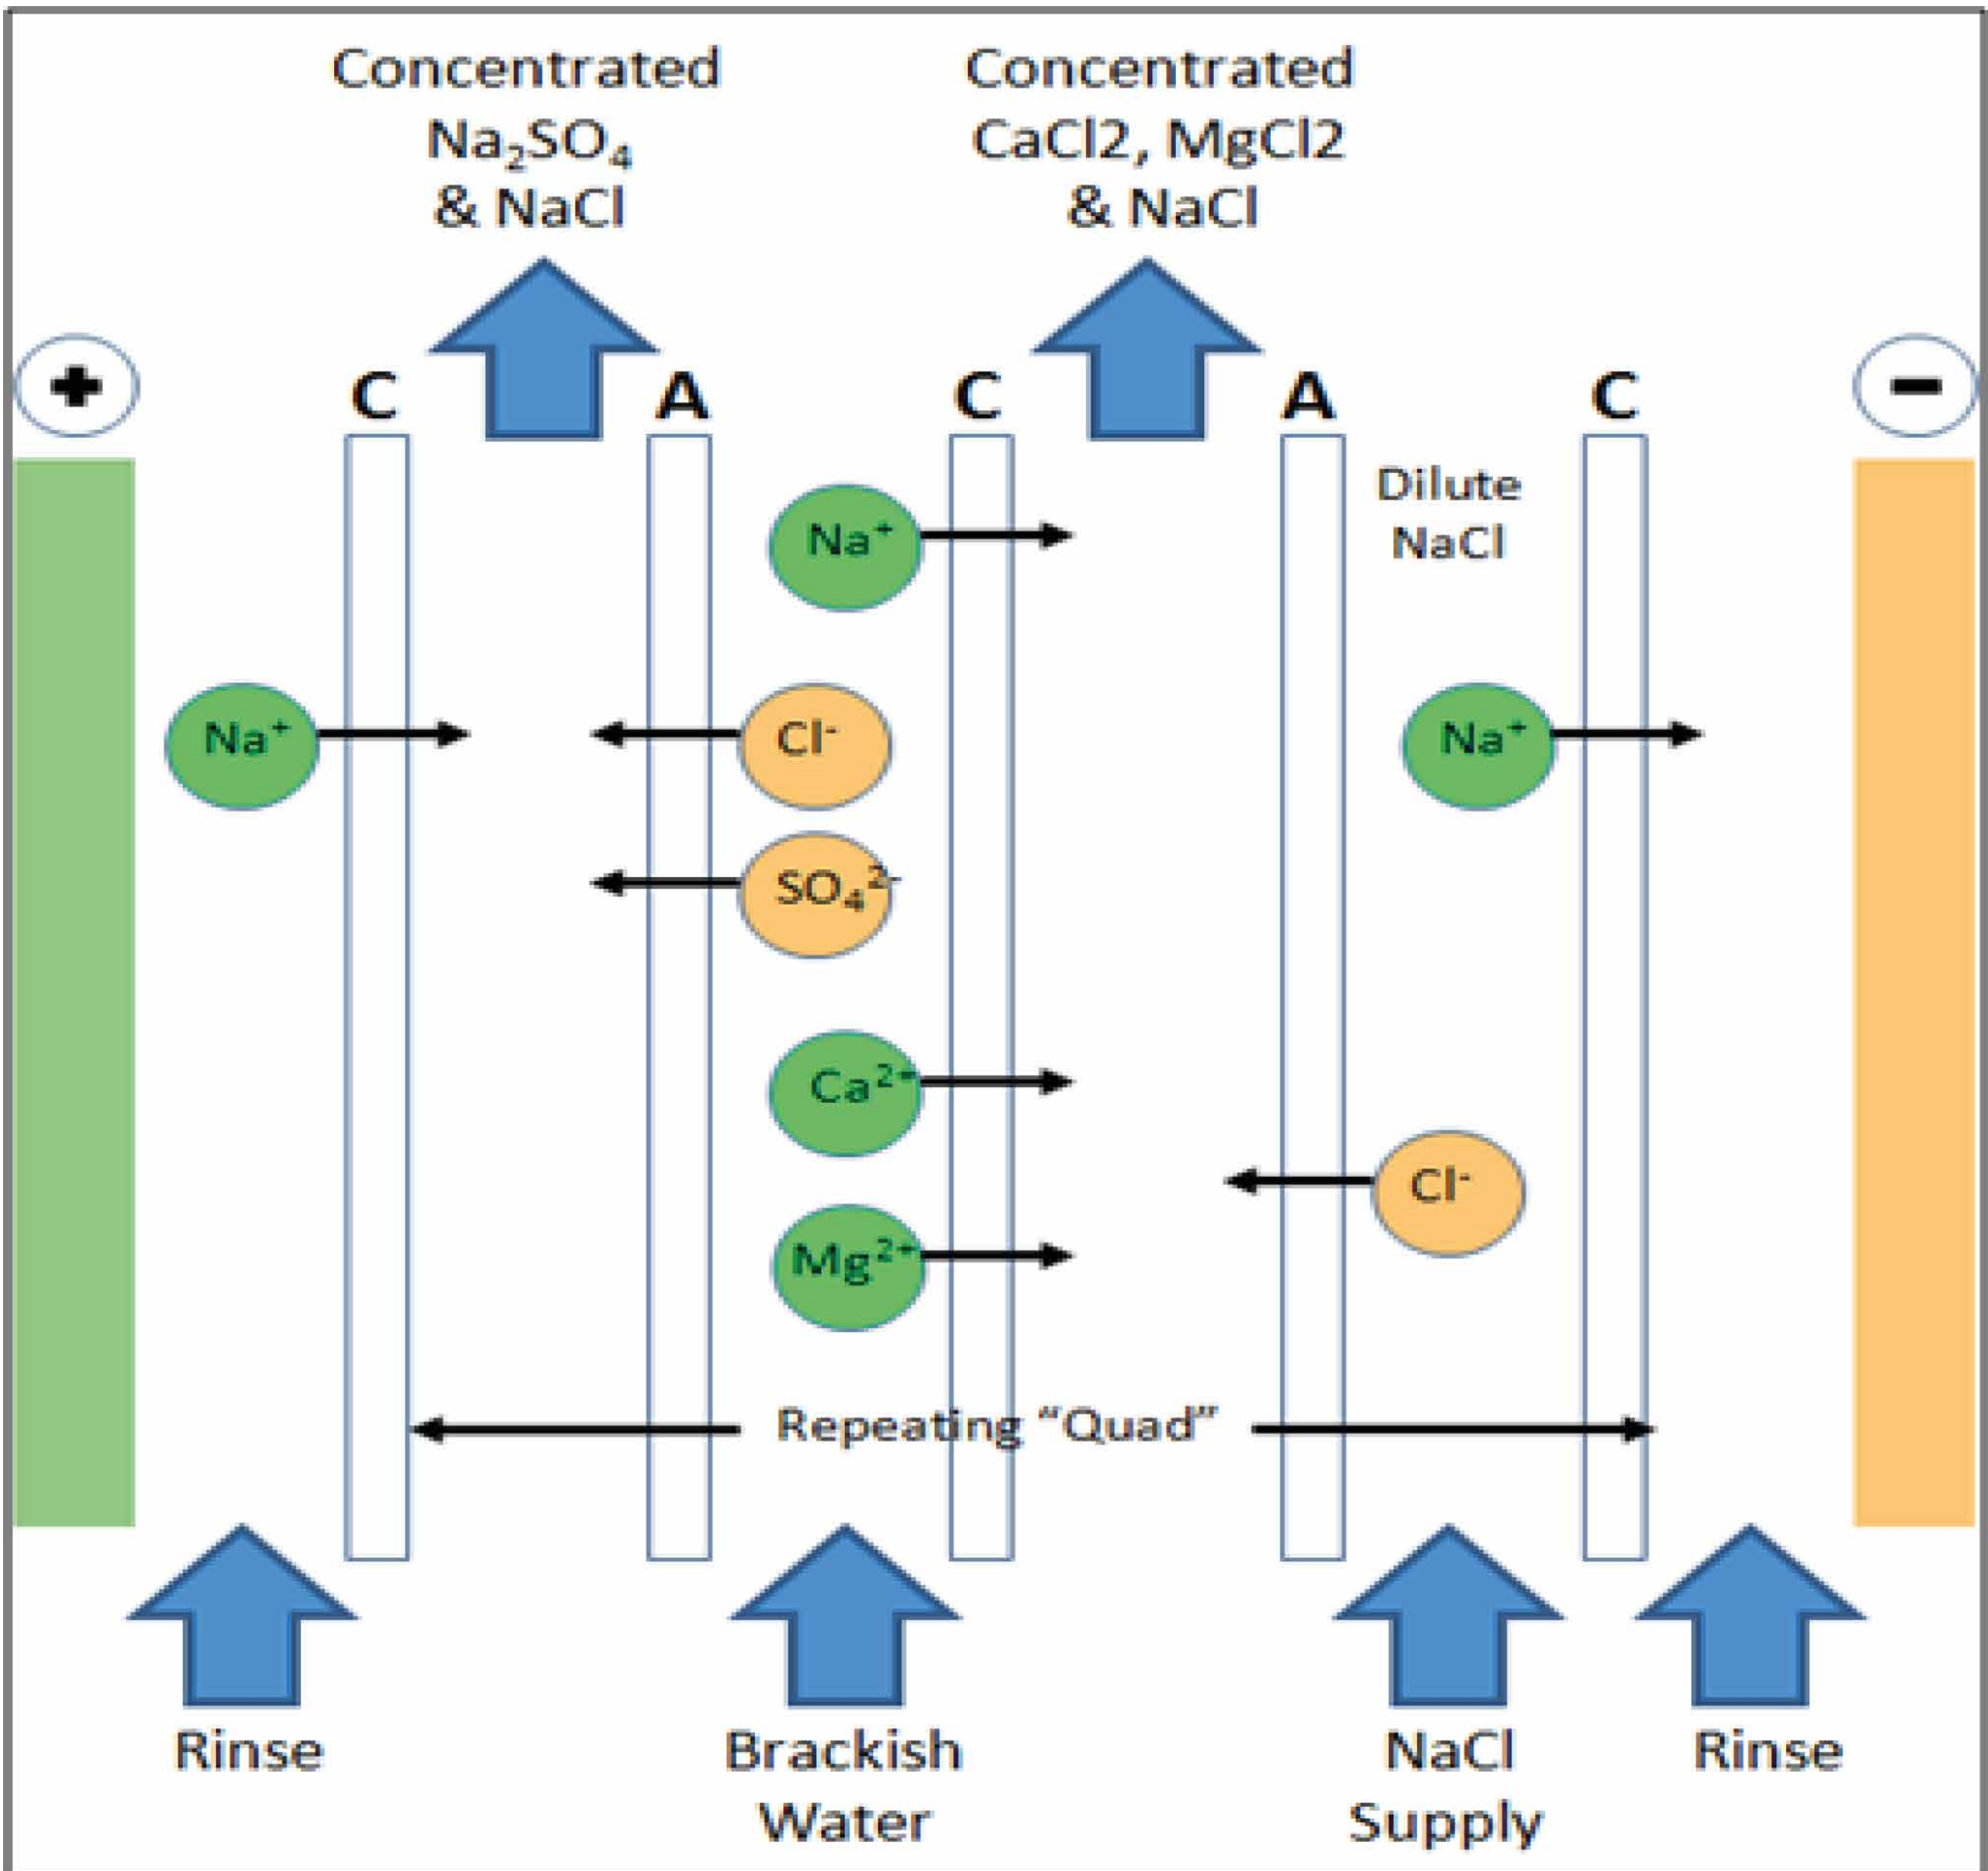 Concentrated
Na₂SO₄
& NaCl
Concentrated
CaCl2, MgCl2
& NaCl
+
C
A
C
A
C
−
Dilute
NaCl
Na⁺
Na⁺
Cl⁻
Na⁺
SO₄²⁻
Ca²⁺
Cl⁻
Mg²⁺
Repeating “Quad”
Rinse
Brackish
Water
NaCl
Supply
Rinse